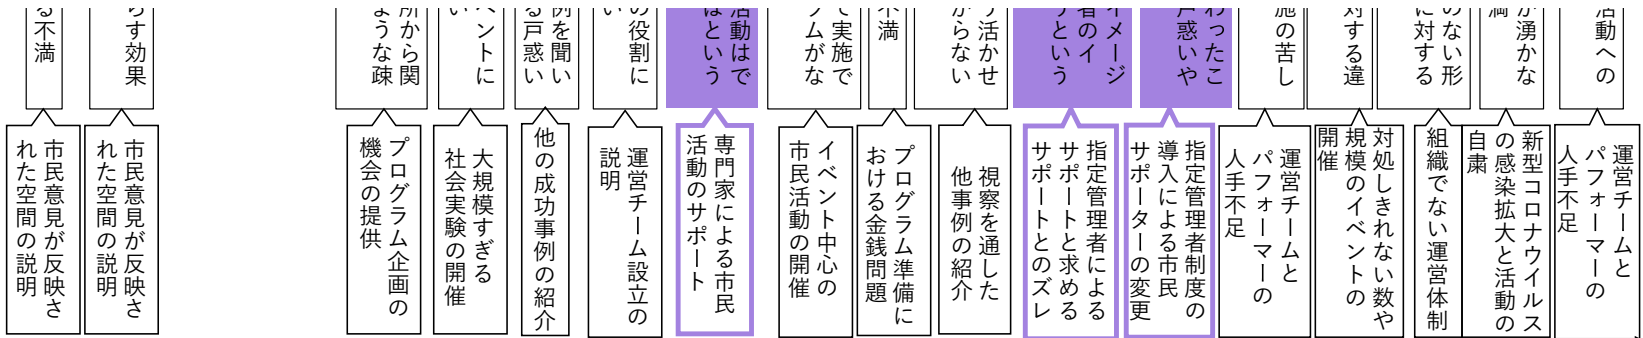 活動への
が湧かな
満
のない形
に対する
対する違
施の苦し
わったこ
戸惑いや
イメージ
者のイ
うという
う活かせ
からない
不満
で実施で
ラムがな
活動はで
はという
の役割に
い
例を聞い
る戸惑い
ベントに
い
所から関
ような疎
らす効果
る不満
運営チームと
パフォーマーの
人手不足
新型コロナウイルス
の感染拡大と活動の
自粛
組織でない運営体制
対処しきれない数や
規模のイベントの
開催
運営チームと
パフォーマーの
人手不足
指定管理者制度の
導入による市民
サポーターの変更
指定管理者による
サポートと求める
サポートとのズレ
視察を通した
他事例の紹介
プログラム準備に
おける金銭問題
イベント中心の
市民活動の開催
専門家による市民
活動のサポート
運営チーム設立の
説明
他の成功事例の紹介
大規模すぎる
社会実験の開催
プログラム企画の
機会の提供
市民意見が反映さ
れた空間の説明
市民意見が反映さ
れた空間の説明